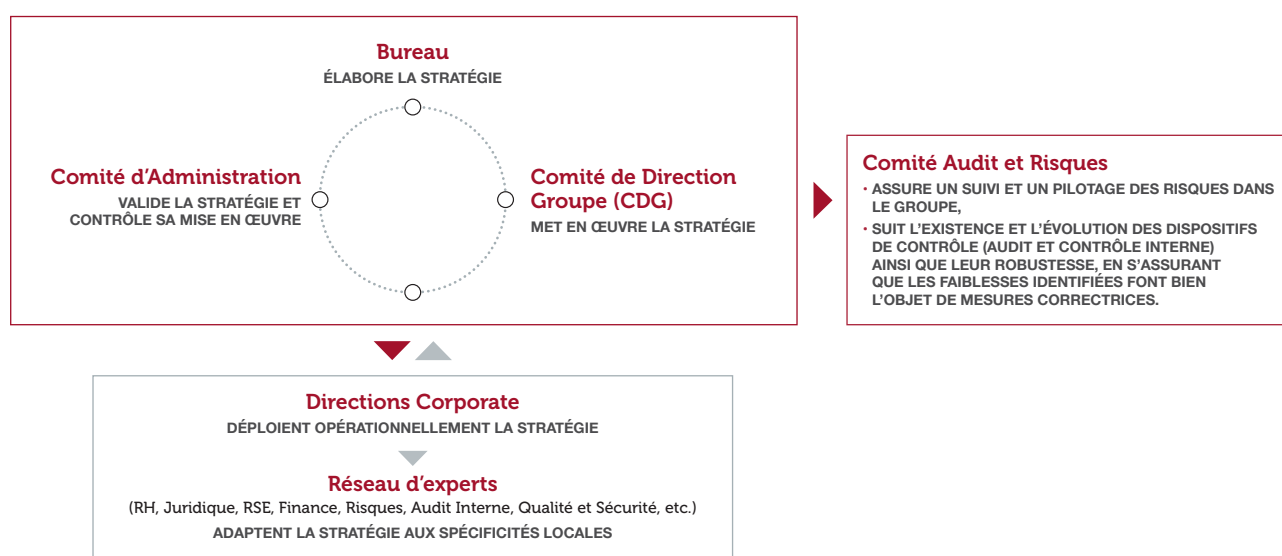 Bureau
ÉLABORE LA STRATÉGIE
Comité d'Administration
VALIDE LA STRATÉGIE ET
CONTRÔLE SA MISE EN ŒUVRE
Comité de Direction
Groupe (CDG)
MET EN ŒUVRE LA STRATÉGIE
Comité Audit et Risques
• ASSURE UN SUIVI ET UN PILOTAGE DES RISQUES DANS
LE GROUPE,
• SUIT L'EXISTENCE ET L'ÉVOLUTION DES DISPOSITIFS
DE CONTRÔLE (AUDIT ET CONTRÔLE INTERNE)
AINSI QUE LEUR ROBUSTESSE, EN S'ASSURANT
QUE LES FAIBLESSES IDENTIFIÉES FONT BIEN
L'OBJET DE MESURES CORRECTRICES.
Directions Corporate
DÉPLOIENT OPÉRATIONNELLEMENT LA STRATÉGIE
Réseau d'experts
(RH, Juridique, RSE, Finance, Risques, Audit Interne, Qualité et Sécurité, etc.)
ADAPTENT LA STRATÉGIE AUX SPÉCIFICITÉS LOCALES